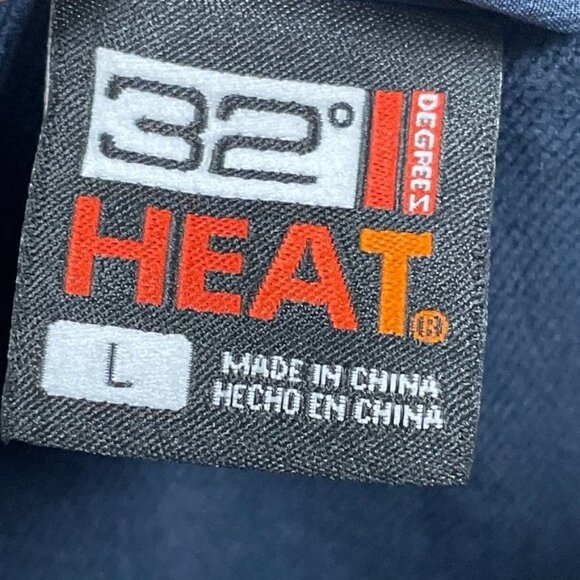 32°
DEGREES
HEAT®
L
MADE IN CHINA
HECHO EN CHINA